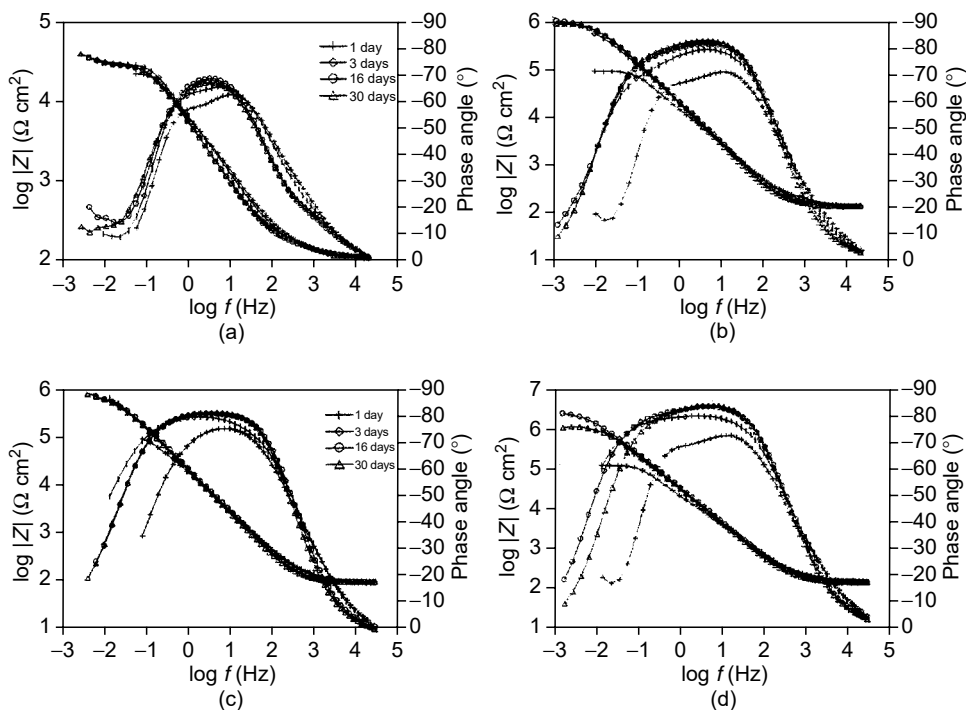 5
4
3
2
log |Z| (Ω cm²)
–90
–80
–70
–60
–50
–40
–30
–20
–10
0
Phase angle (°)
1 day
3 days
16 days
30 days
–3 –2 –1 0 1 2 3 4 5
log f (Hz)
(a)
6
5
4
3
2
1
log |Z| (Ω cm²)
–90
–80
–70
–60
–50
–40
–30
–20
–10
0
Phase angle (°)
–3 –2 –1 0 1 2 3 4 5
log f (Hz)
(b)
6
5
4
3
2
1
log |Z| (Ω cm²)
–90
–80
–70
–60
–50
–40
–30
–20
–10
0
Phase angle (°)
1 day
3 days
16 days
30 days
–3 –2 –1 0 1 2 3 4 5
log f (Hz)
(c)
7
6
5
4
3
2
1
log |Z| (Ω cm²)
–90
–80
–70
–60
–50
–40
–30
–20
–10
0
Phase angle (°)
–3 –2 –1 0 1 2 3 4 5
log f (Hz)
(d)